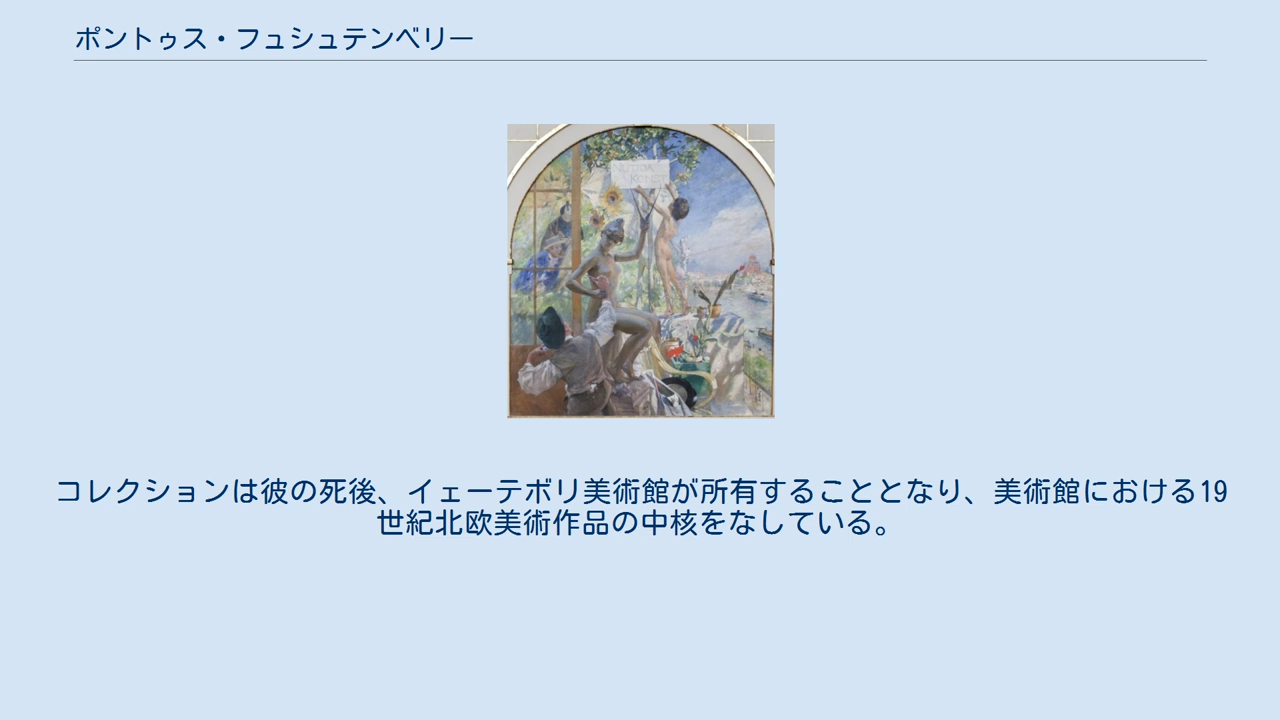 ポントゥス・フュシュテンベリー
コレクションは彼の死後、イェーテボリ美術館が所有することとなり、美術館における19
世紀北欧美術作品の中核をなしている。